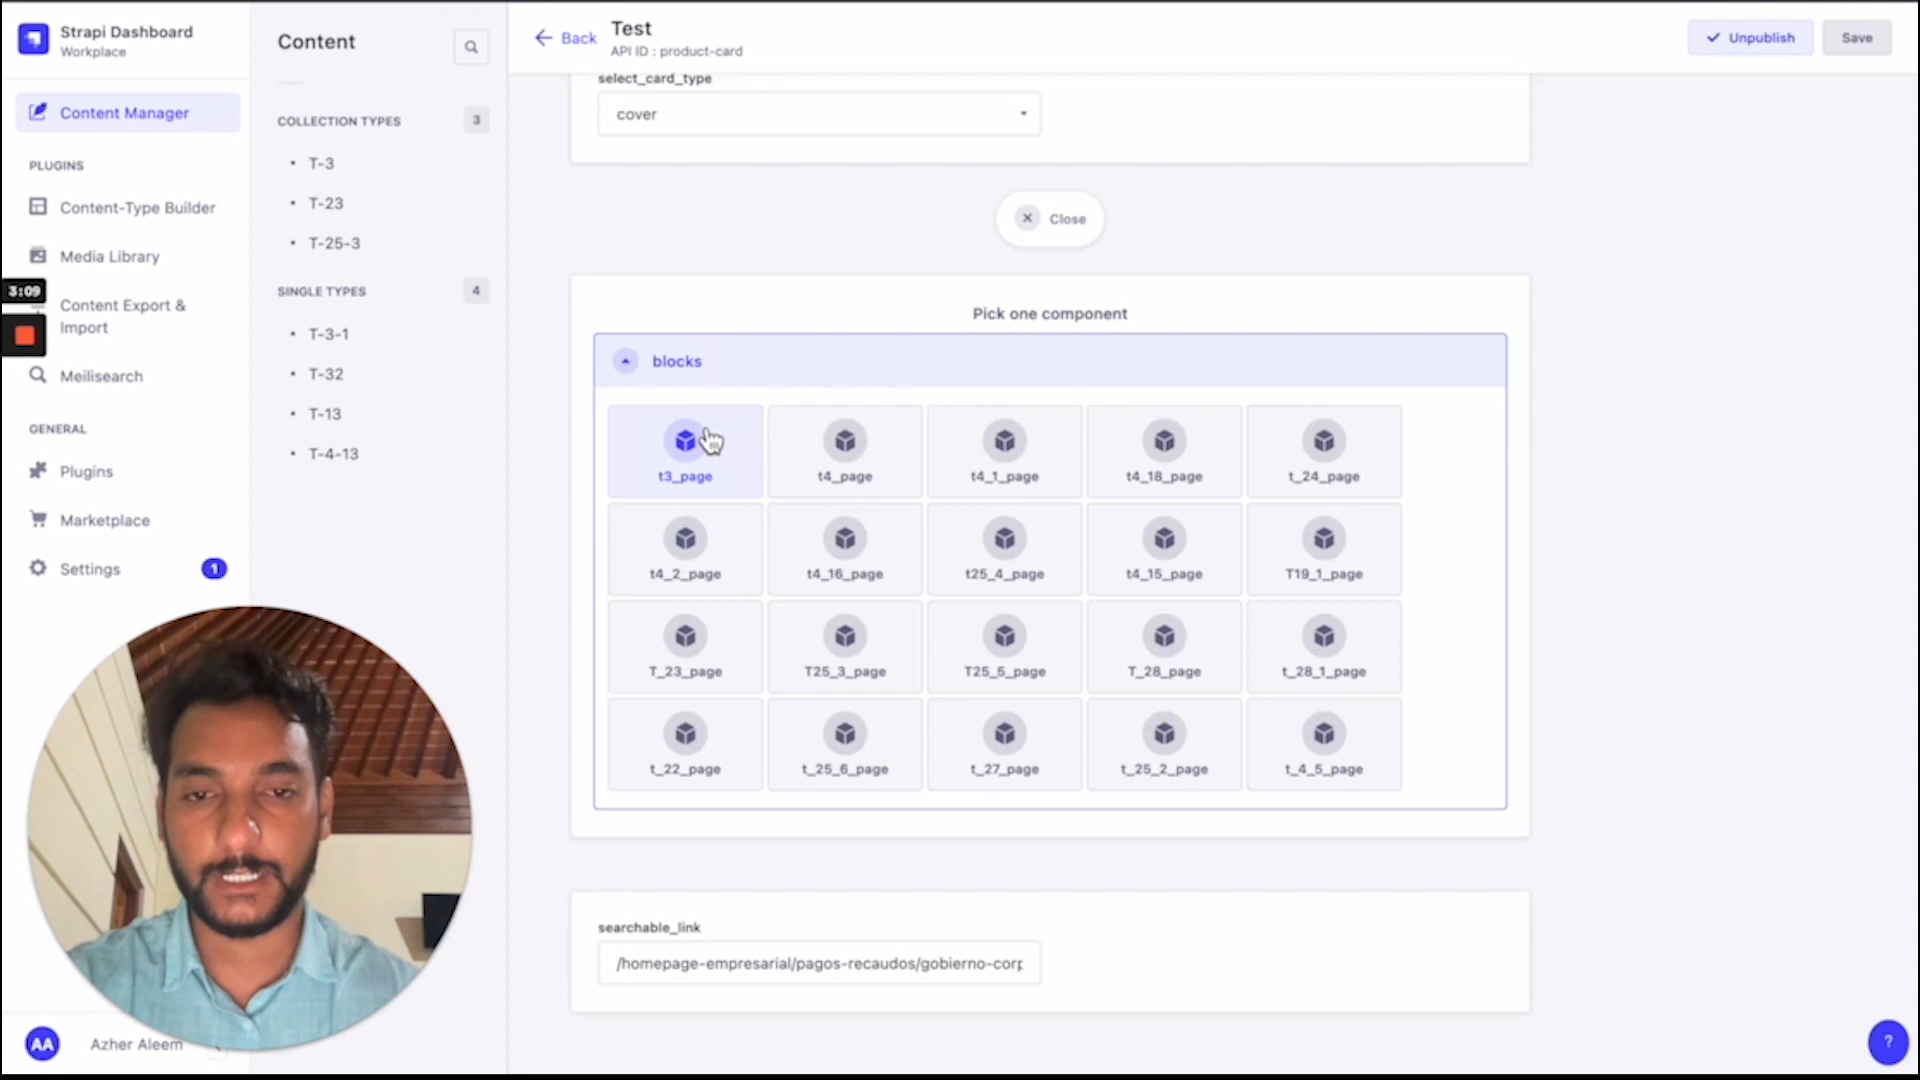 Strapi Dashboard
Workplace
Content Manager
PLUGINS
Content-Type Builder
Media Library
3:09
Content Export &
Import
Meilisearch
GENERAL
Plugins
Marketplace
Settings
1
AA
Azher Aleem
Content
COLLECTION TYPES
3
T-3
T-23
T-25-3
SINGLE TYPES
4
T-3-1
T-32
T-13
T-4-13
Back
Test
API ID : product-card
Unpublish
Save
select_card_type
cover
Close
Pick one component
blocks
t3_page
t4_page
t4_1_page
t4_18_page
t_24_page
t4_2_page
t4_16_page
t25_4_page
t4_15_page
T19_1_page
T_23_page
T25_3_page
T25_5_page
T_28_page
t_28_1_page
t_22_page
t_25_6_page
t_27_page
t_25_2_page
t_4_5_page
searchable_link
/homepage-empresarial/pagos-recaudos/gobierno-corp
?